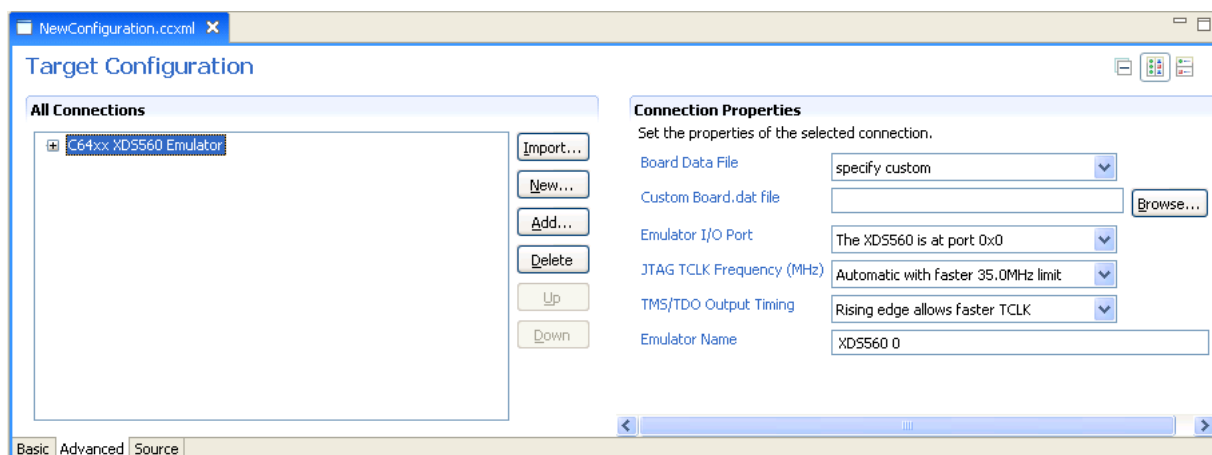 NewConfiguration.ccxml
Target Configuration
All Connections
C64xx XDS560 Emulator
Import...
New...
Add...
Delete
Up
Down
Connection Properties
Set the properties of the selected connection.
Board Data File specify custom
Custom Board.dat file Browse...
Emulator I/O Port The XDS560 is at port 0x0
JTAG TCLK Frequency (MHz) Automatic with faster 35.0MHz limit
TMS/TDO Output Timing Rising edge allows faster TCLK
Emulator Name XDS560 0
Basic Advanced Source